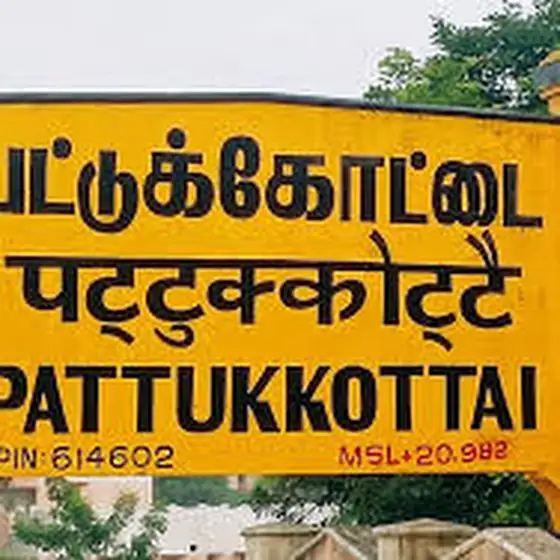 பட்டுக்கோட்டை
पट्टुक्कोट्टै
PATTUKKOTTAI
PIN:614602 MSL+20.982